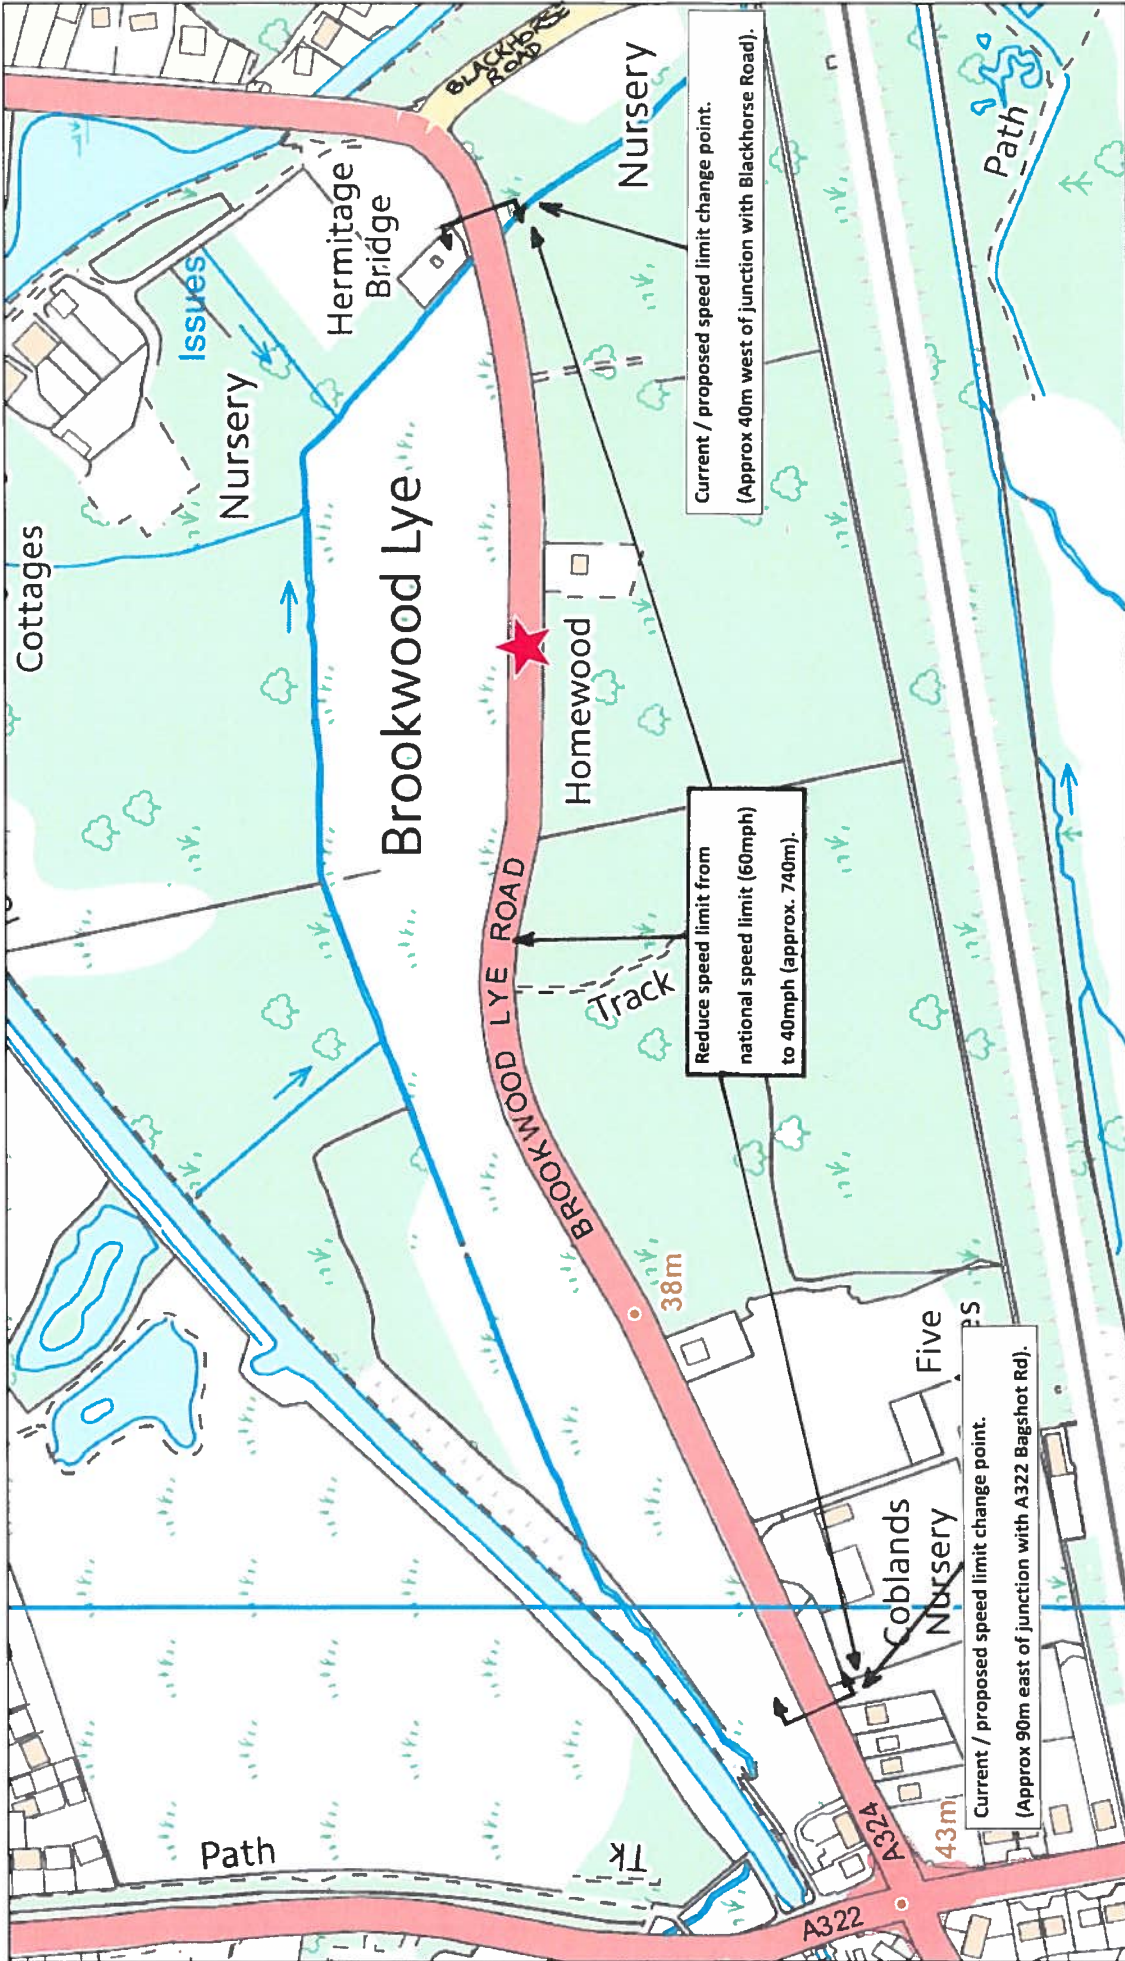 Cottages
Issues
Nursery
Hermitage
Bridge
BLACKHORSE
ROAD
Nursery
Path
Brookwood Lye
Homewood
Current / proposed speed limit change point.
(Approx 40m west of junction with Blackhorse Road).
BROOKWOOD LYE ROAD
Track
Reduce speed limit from
national speed limit (60mph)
to 40mph (approx. 740m).
38m
Five
es
Coblands
Nursery
Current / proposed speed limit change point.
(Approx 90m east of junction with A322 Bagshot Rd).
Path
Tk
A324
43m
A322